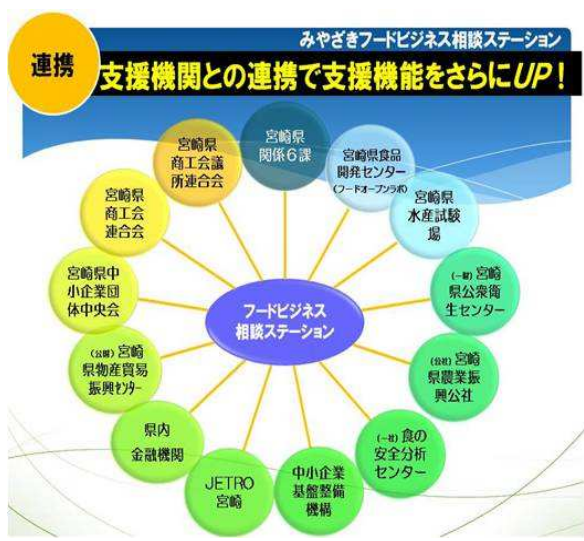 みやざきフードビジネス相談ステーション
連携
支援機関との連携で支援機能をさらにUP!
宮崎県
関係6課
宮崎県食品
開発センター
(フードオープンラボ)
宮崎県
水産試験
場
(一財)宮崎
県公衆衛
生センター
(公社)宮崎
県農業振
興公社
(一社)食の
安全分析
センター
中小企業
基盤整備
機構
JETRO
宮崎
県内
金融機関
(公財)宮崎
県物産貿易
振興センター
宮崎県中
小企業団
体中央会
宮崎県
商工会
連合会
宮崎県
商工会議
所連合会
フードビジネス
相談ステーション